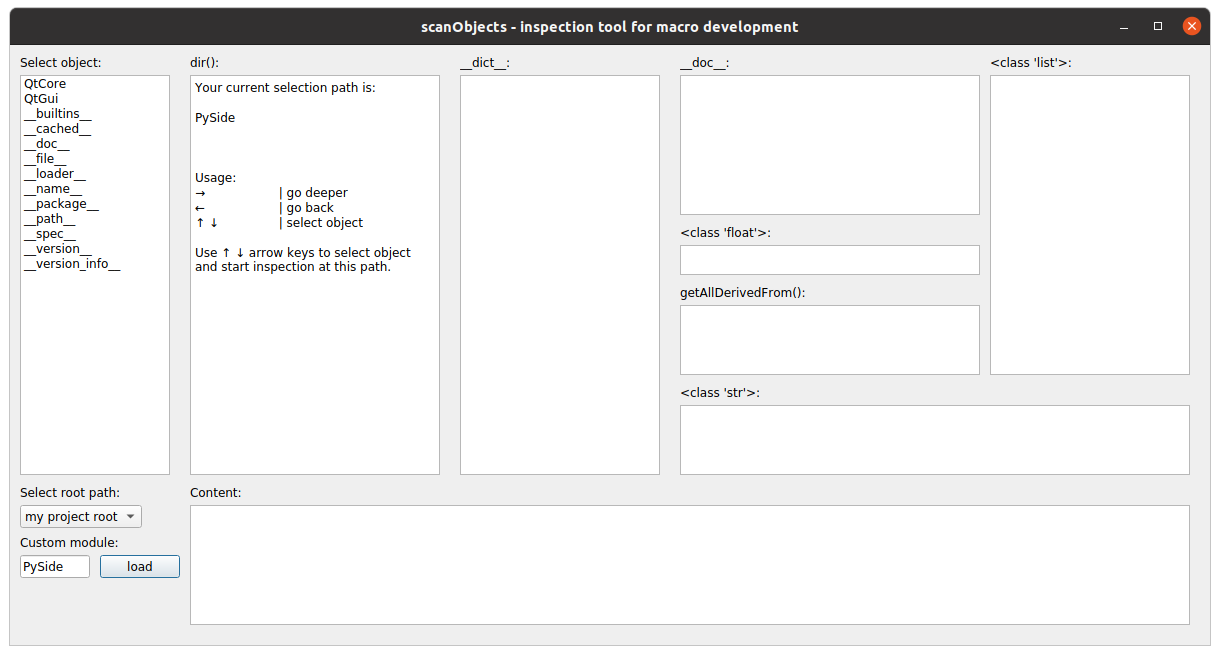 scanObjects - inspection tool for macro development
Select object:
QtCore
QtGui
__builtins__
__cached__
__doc__
__file__
__loader__
__name__
__package__
__path__
__spec__
__version__
__version_info__
dir():
Your current selection path is:
PySide
Usage:
→ | go deeper
← | go back
↑ ↓ | select object
Use ↑ ↓ arrow keys to select object
and start inspection at this path.
__dict__:
__doc__:
<class 'float'>:
getAllDerivedFrom():
<class 'list'>:
<class 'str'>:
Select root path:
my project root
Custom module:
PySide
load
Content: